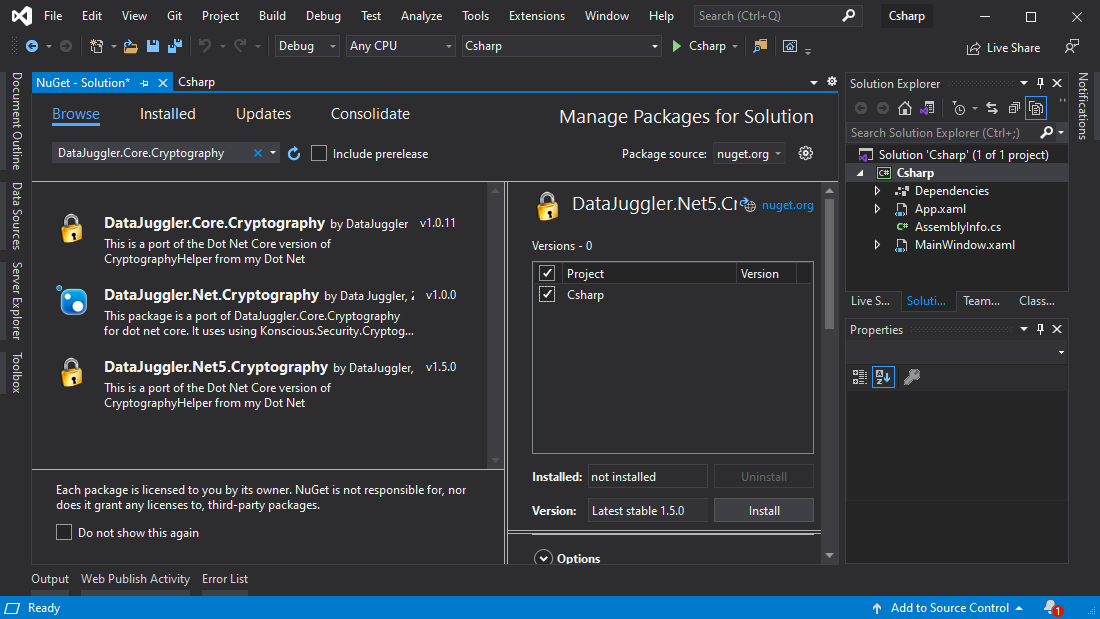 File Edit View Git Project Build Debug Test Analyze Tools Extensions Window Help Search (Ctrl+Q) Csharp
Debug Any CPU Csharp Csharp Live Share
NuGet - Solution* Csharp
Browse Installed Updates Consolidate Manage Packages for Solution
DataJuggler.Core.Cryptography Include prerelease Package source: nuget.org
DataJuggler.Core.Cryptography by DataJuggler v1.0.11
This is a port of the Dot Net Core version of
CryptographyHelper from my Dot Net
DataJuggler.Net.Cryptography by Data Juggler, v1.0.0
This package is a port of DataJuggler.Core.Cryptography
for dot net core. It uses using Konscious.Security.Cryptog...
DataJuggler.Net5.Cryptography by DataJuggler, v1.5.0
This is a port of the Dot Net Core version of
CryptographyHelper from my Dot Net
Each package is licensed to you by its owner. NuGet is not responsible for, nor
does it grant any licenses to, third-party packages.
Do not show this again
DataJuggler.Net5.Cr nuget.org
Versions - 0
Project Version
Csharp
Installed: not installed Uninstall
Version: Latest stable 1.5.0 Install
Options
Solution Explorer
Search Solution Explorer (Ctrl+;)
Solution 'Csharp' (1 of 1 project)
C# Csharp
Dependencies
App.xaml
C# AssemblyInfo.cs
MainWindow.xaml
Live S... Soluti... Team... Class...
Properties
Document Outline
Data Sources
Server Explorer
Toolbox
Notifications
Output Web Publish Activity Error List
Ready Add to Source Control 1